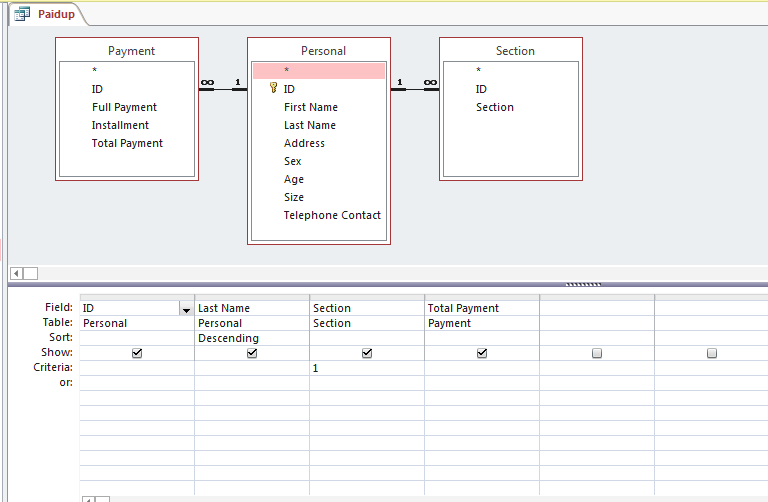 Paidup
Payment
*
ID
Full Payment
Installment
Total Payment
∞ 1
Personal
*
ID
First Name
Last Name
Address
Sex
Age
Size
Telephone Contact
1 ∞
Section
*
ID
Section
Field: ID Last Name Section Total Payment
Table: Personal Personal Section Payment
Sort: Descending
Show:
Criteria: 1
or: